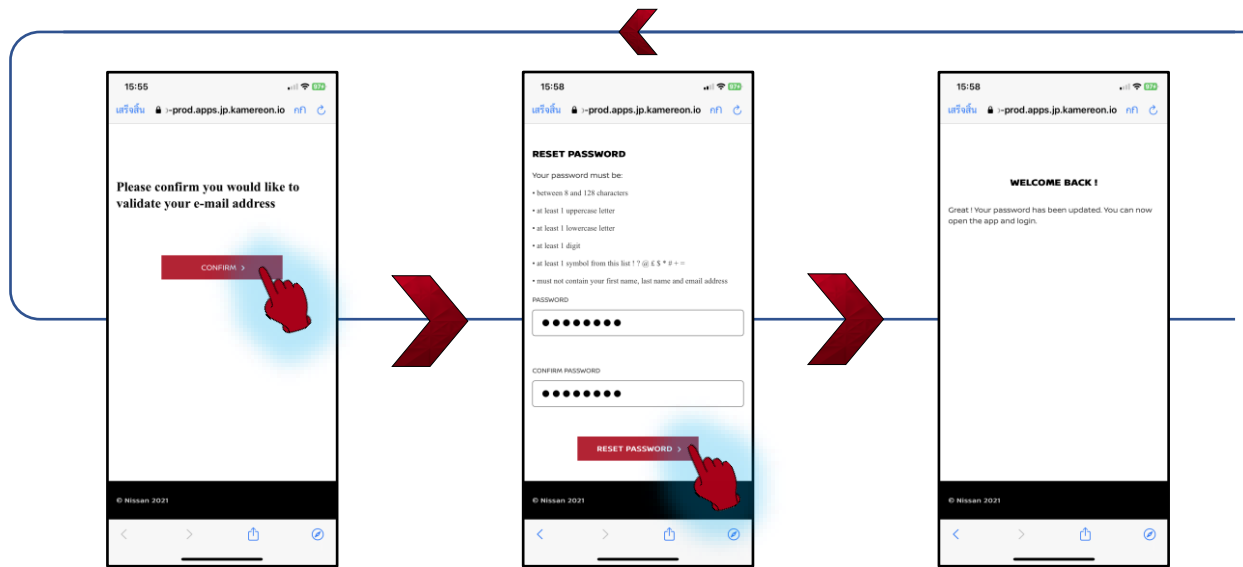 15:55
เสร็จสิ้น -prod.apps.jp.kamereon.io กก
Please confirm you would like to
validate your e-mail address
CONFIRM >
© Nissan 2021
15:58
เสร็จสิ้น -prod.apps.jp.kamereon.io กก
RESET PASSWORD
Your password must be:
• between 8 and 128 characters
• at least 1 uppercase letter
• at least 1 lowercase letter
• at least 1 digit
• at least 1 symbol from this list ! ? @ £ $ * # + =
• must not contain your first name, last name and email address
PASSWORD
CONFIRM PASSWORD
RESET PASSWORD >
© Nissan 2021
15:58
เสร็จสิ้น -prod.apps.jp.kamereon.io กก
WELCOME BACK !
Great ! Your password has been updated. You can now
open the app and login.
© Nissan 2021